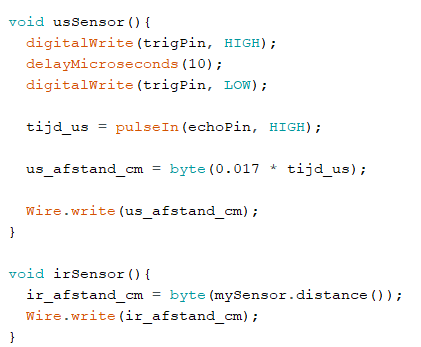 void usSensor(){
  digitalWrite(trigPin, HIGH);
  delayMicroseconds(10);
  digitalWrite(trigPin, LOW);

  tijd_us = pulseIn(echoPin, HIGH);

  us_afstand_cm = byte(0.017 * tijd_us);

  Wire.write(us_afstand_cm);
}

void irSensor(){
  ir_afstand_cm = byte(mySensor.distance());
  Wire.write(ir_afstand_cm);
}